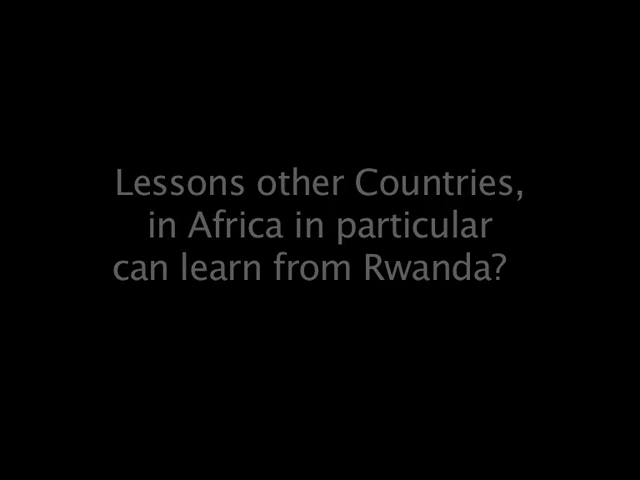 Lessons other Countries,
in Africa in particular
can learn from Rwanda?